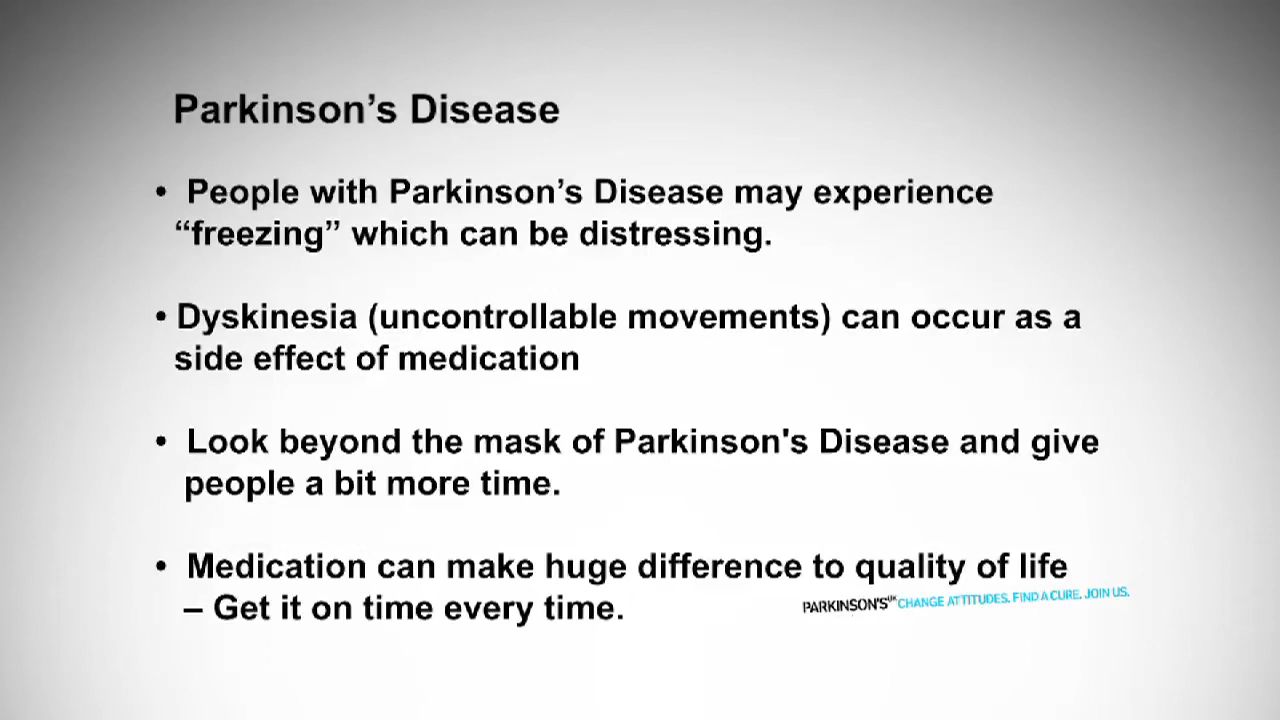 Parkinson’s Disease
• People with Parkinson’s Disease may experience
“freezing” which can be distressing.
• Dyskinesia (uncontrollable movements) can occur as a
side effect of medication
• Look beyond the mask of Parkinson's Disease and give
people a bit more time.
• Medication can make huge difference to quality of life
– Get it on time every time.
PARKINSON'S UK CHANGE ATTITUDES. FIND A CURE. JOIN US.